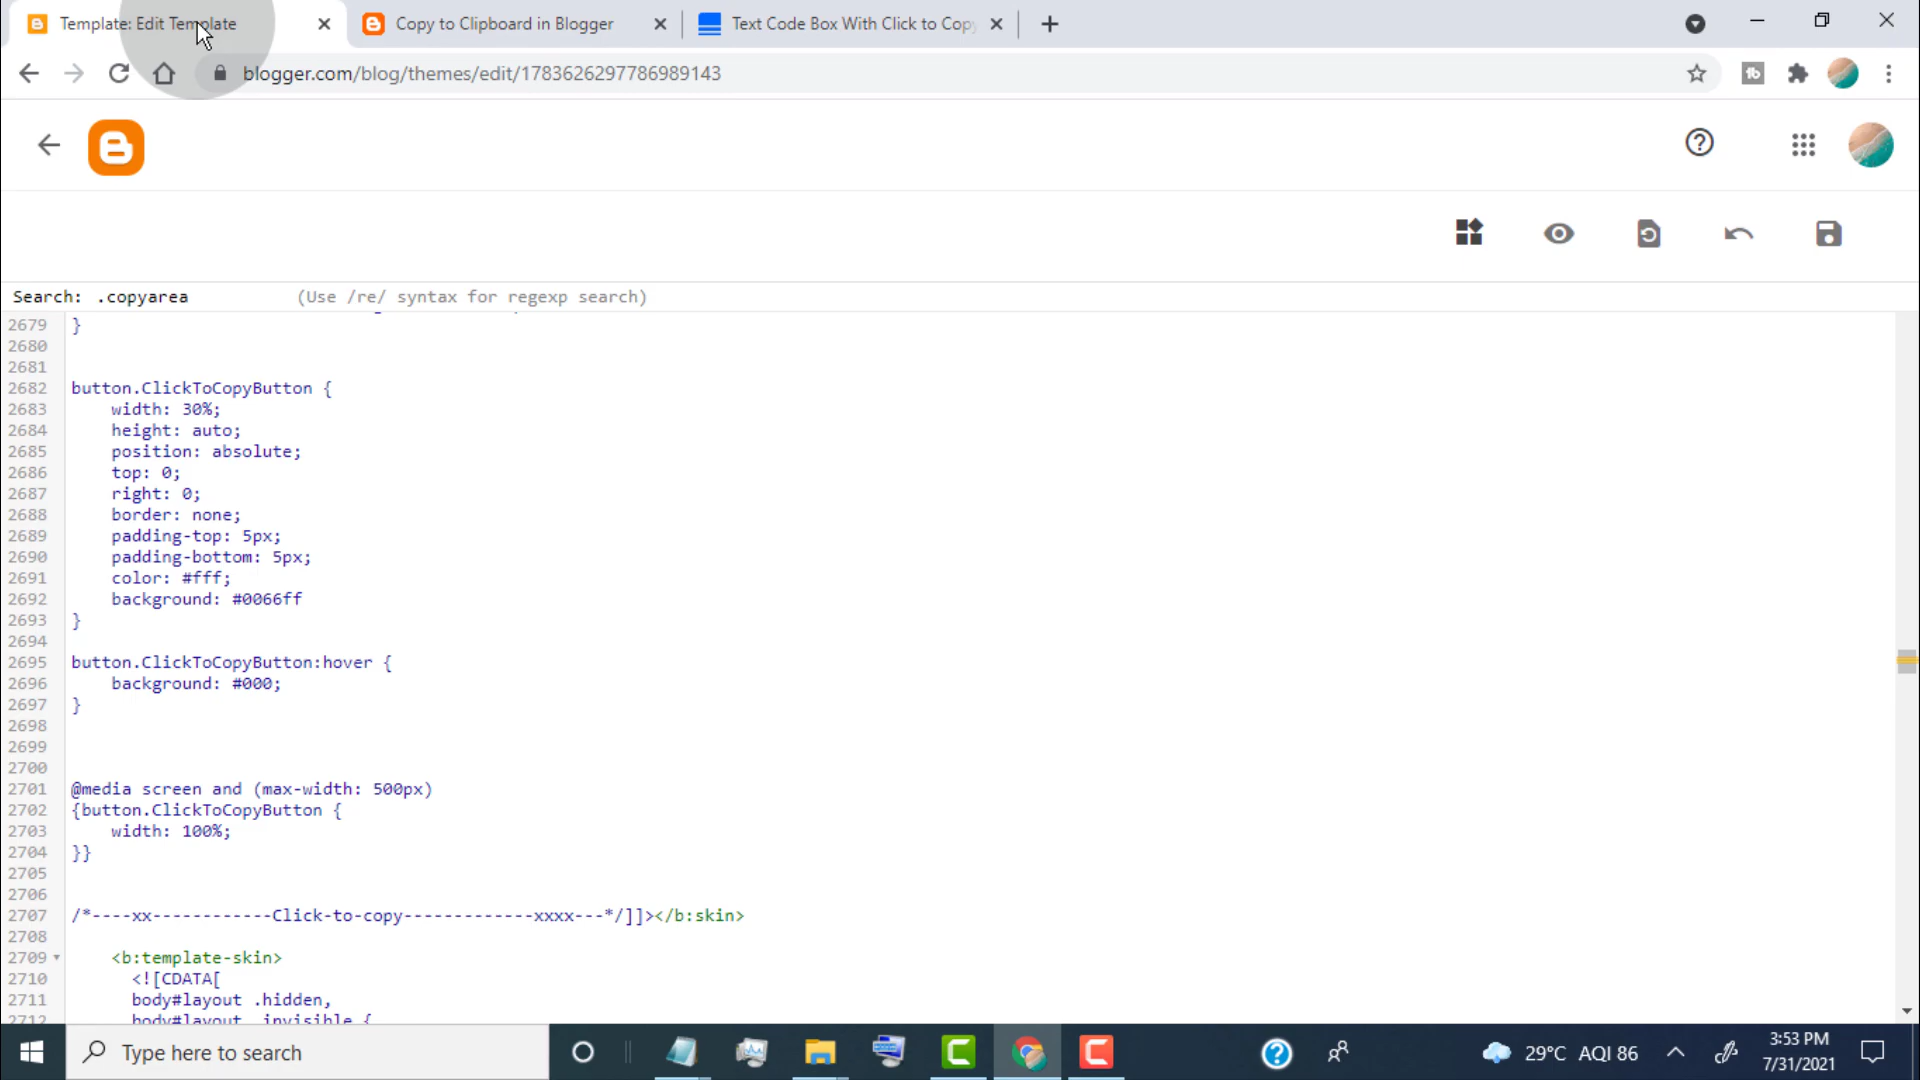 Template: Edit Template
Copy to Clipboard in Blogger
Text Code Box With Click to Copy
blogger.com/blog/themes/edit/1783626297786989143
Search: .copyarea (Use /re/ syntax for regexp search)
2679 }
2680
2681
2682 button.ClickToCopyButton {
2683 width: 30%;
2684 height: auto;
2685 position: absolute;
2686 top: 0;
2687 right: 0;
2688 border: none;
2689 padding-top: 5px;
2690 padding-bottom: 5px;
2691 color: #fff;
2692 background: #0066ff
2693 }
2694
2695 button.ClickToCopyButton:hover {
2696 background: #000;
2697 }
2698
2699
2700
2701 @media screen and (max-width: 500px)
2702 {button.ClickToCopyButton {
2703 width: 100%;
2704 }}
2705
2706
2707 /*----xx------------Click-to-copy-------------xxxx---*/]]></b:skin>
2708
2709 <b:template-skin>
2710 <![CDATA[
2711 body#layout .hidden,
2712 body#layout .invisible {
Type here to search
29°C AQI 86
3:53 PM
7/31/2021